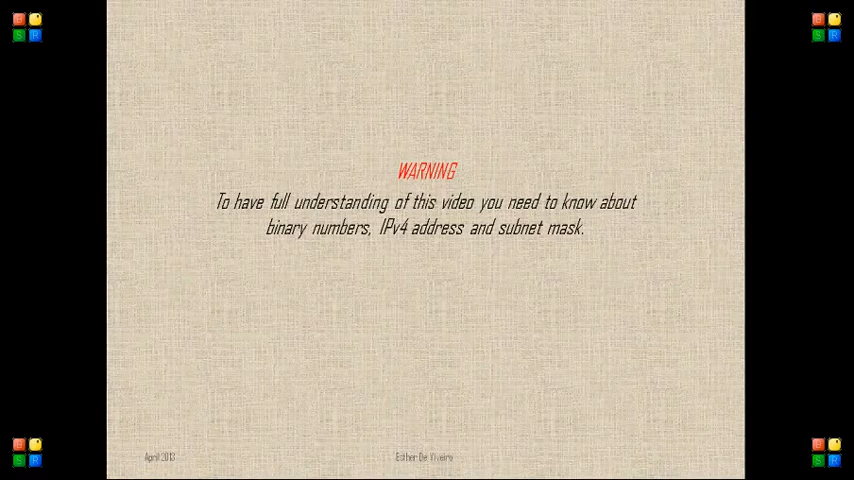 WARNING
To have full understanding of this video you need to know about
binary numbers, IPv4 address and subnet mask.
April 2013
Esther De Viveiro
B
S R
B
S R
B
S R
B
S R